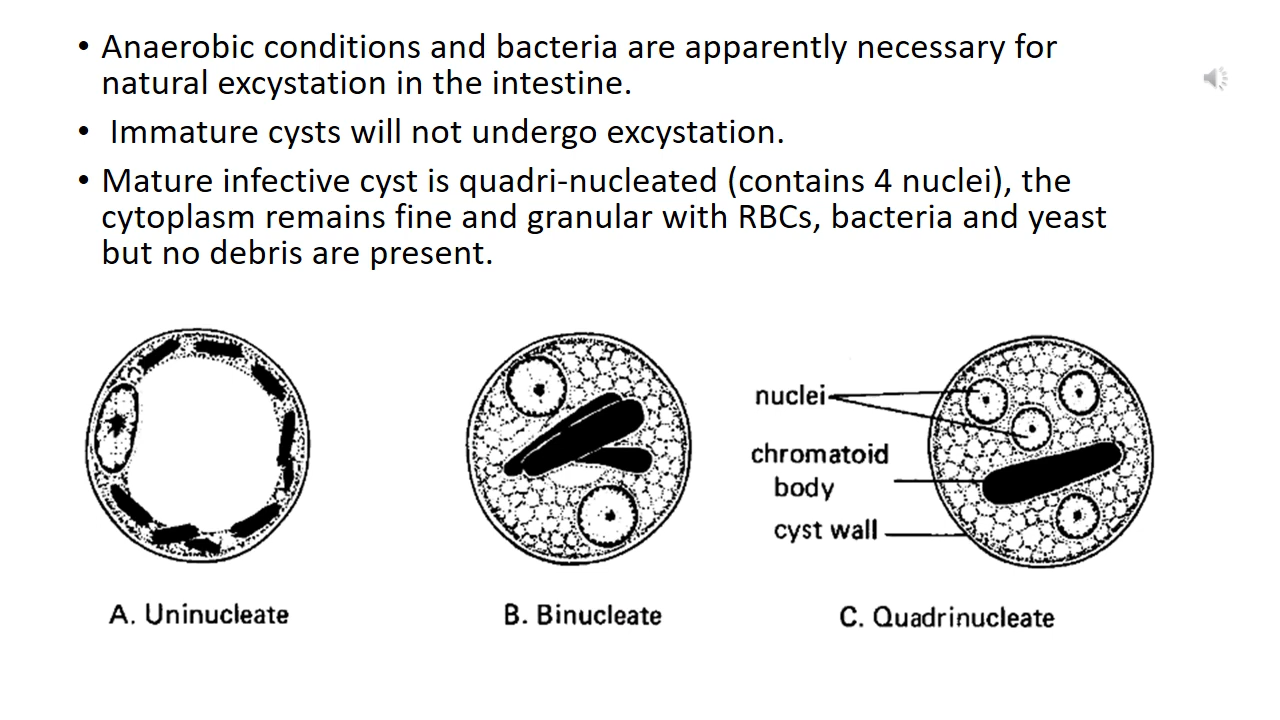 • Anaerobic conditions and bacteria are apparently necessary for
natural excystation in the intestine.
• Immature cysts will not undergo excystation.
• Mature infective cyst is quadri-nucleated (contains 4 nuclei), the
cytoplasm remains fine and granular with RBCs, bacteria and yeast
but no debris are present.
nuclei
chromatoid
body
cyst wall
A. Uninucleate
B. Binucleate
C. Quadrinucleate